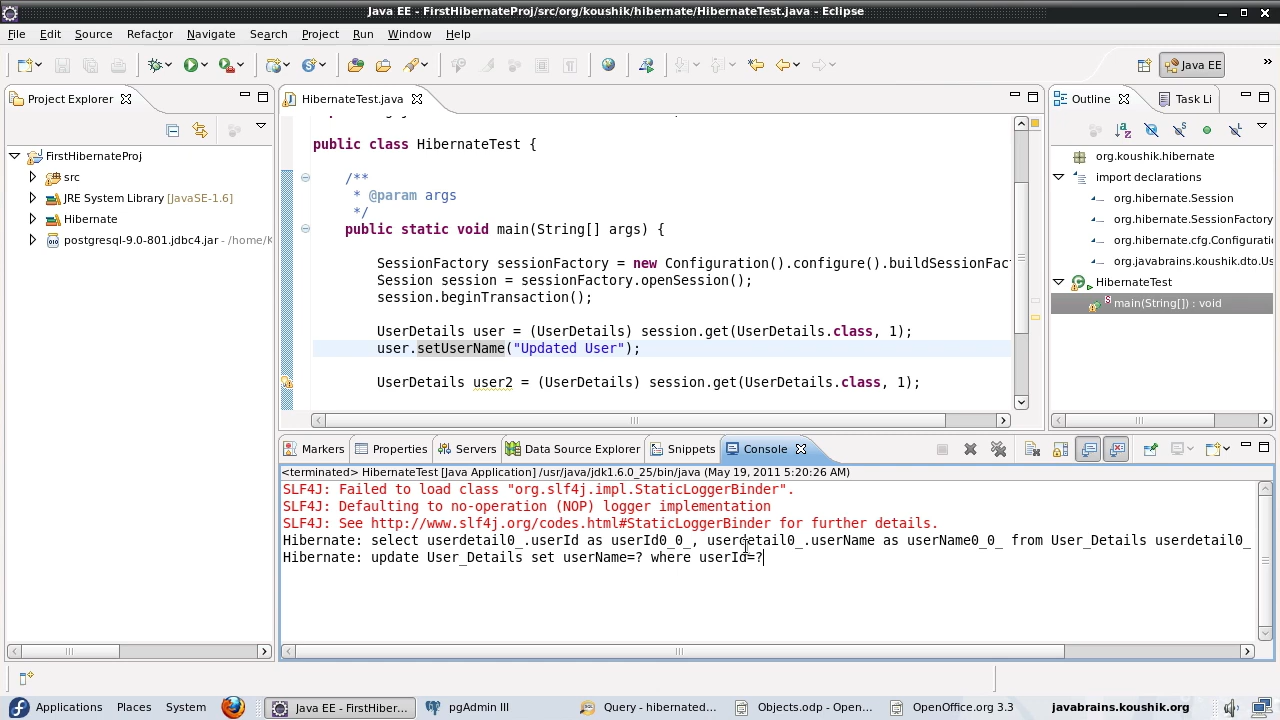 Java EE - FirstHibernateProj/src/org/koushik/hibernate/HibernateTest.java - Eclipse
File Edit Source Refactor Navigate Search Project Run Window Help
Java EE
Project Explorer
FirstHibernateProj
src
JRE System Library [JavaSE-1.6]
Hibernate
postgresql-9.0-801.jdbc4.jar - /home/K
HibernateTest.java
public class HibernateTest {
/**
* @param args
*/
public static void main(String[] args) {
SessionFactory sessionFactory = new Configuration().configure().buildSessionFac
Session session = sessionFactory.openSession();
session.beginTransaction();
UserDetails user = (UserDetails) session.get(UserDetails.class, 1);
user.setUserName("Updated User");
UserDetails user2 = (UserDetails) session.get(UserDetails.class, 1);
Outline Task Li
org.koushik.hibernate
import declarations
org.hibernate.Session
org.hibernate.SessionFactory
org.hibernate.cfg.Configurati
org.javabrains.koushik.dto.Us
HibernateTest
main(String[]) : void
Markers Properties Servers Data Source Explorer Snippets Console
<terminated> HibernateTest [Java Application] /usr/java/jdk1.6.0_25/bin/java (May 19, 2011 5:20:26 AM)
SLF4J: Failed to load class "org.slf4j.impl.StaticLoggerBinder".
SLF4J: Defaulting to no-operation (NOP) logger implementation
SLF4J: See http://www.slf4j.org/codes.html#StaticLoggerBinder for further details.
Hibernate: select userdetail0_.userId as userId0_0_, userdetail0_.userName as userName0_0_ from User_Details userdetail0_
Hibernate: update User_Details set userName=? where userId=?
Applications Places System Java EE - FirstHiber... pgAdmin III Query - hibernated... Objects.odp - Open... OpenOffice.org 3.3 javabrains.koushik.org